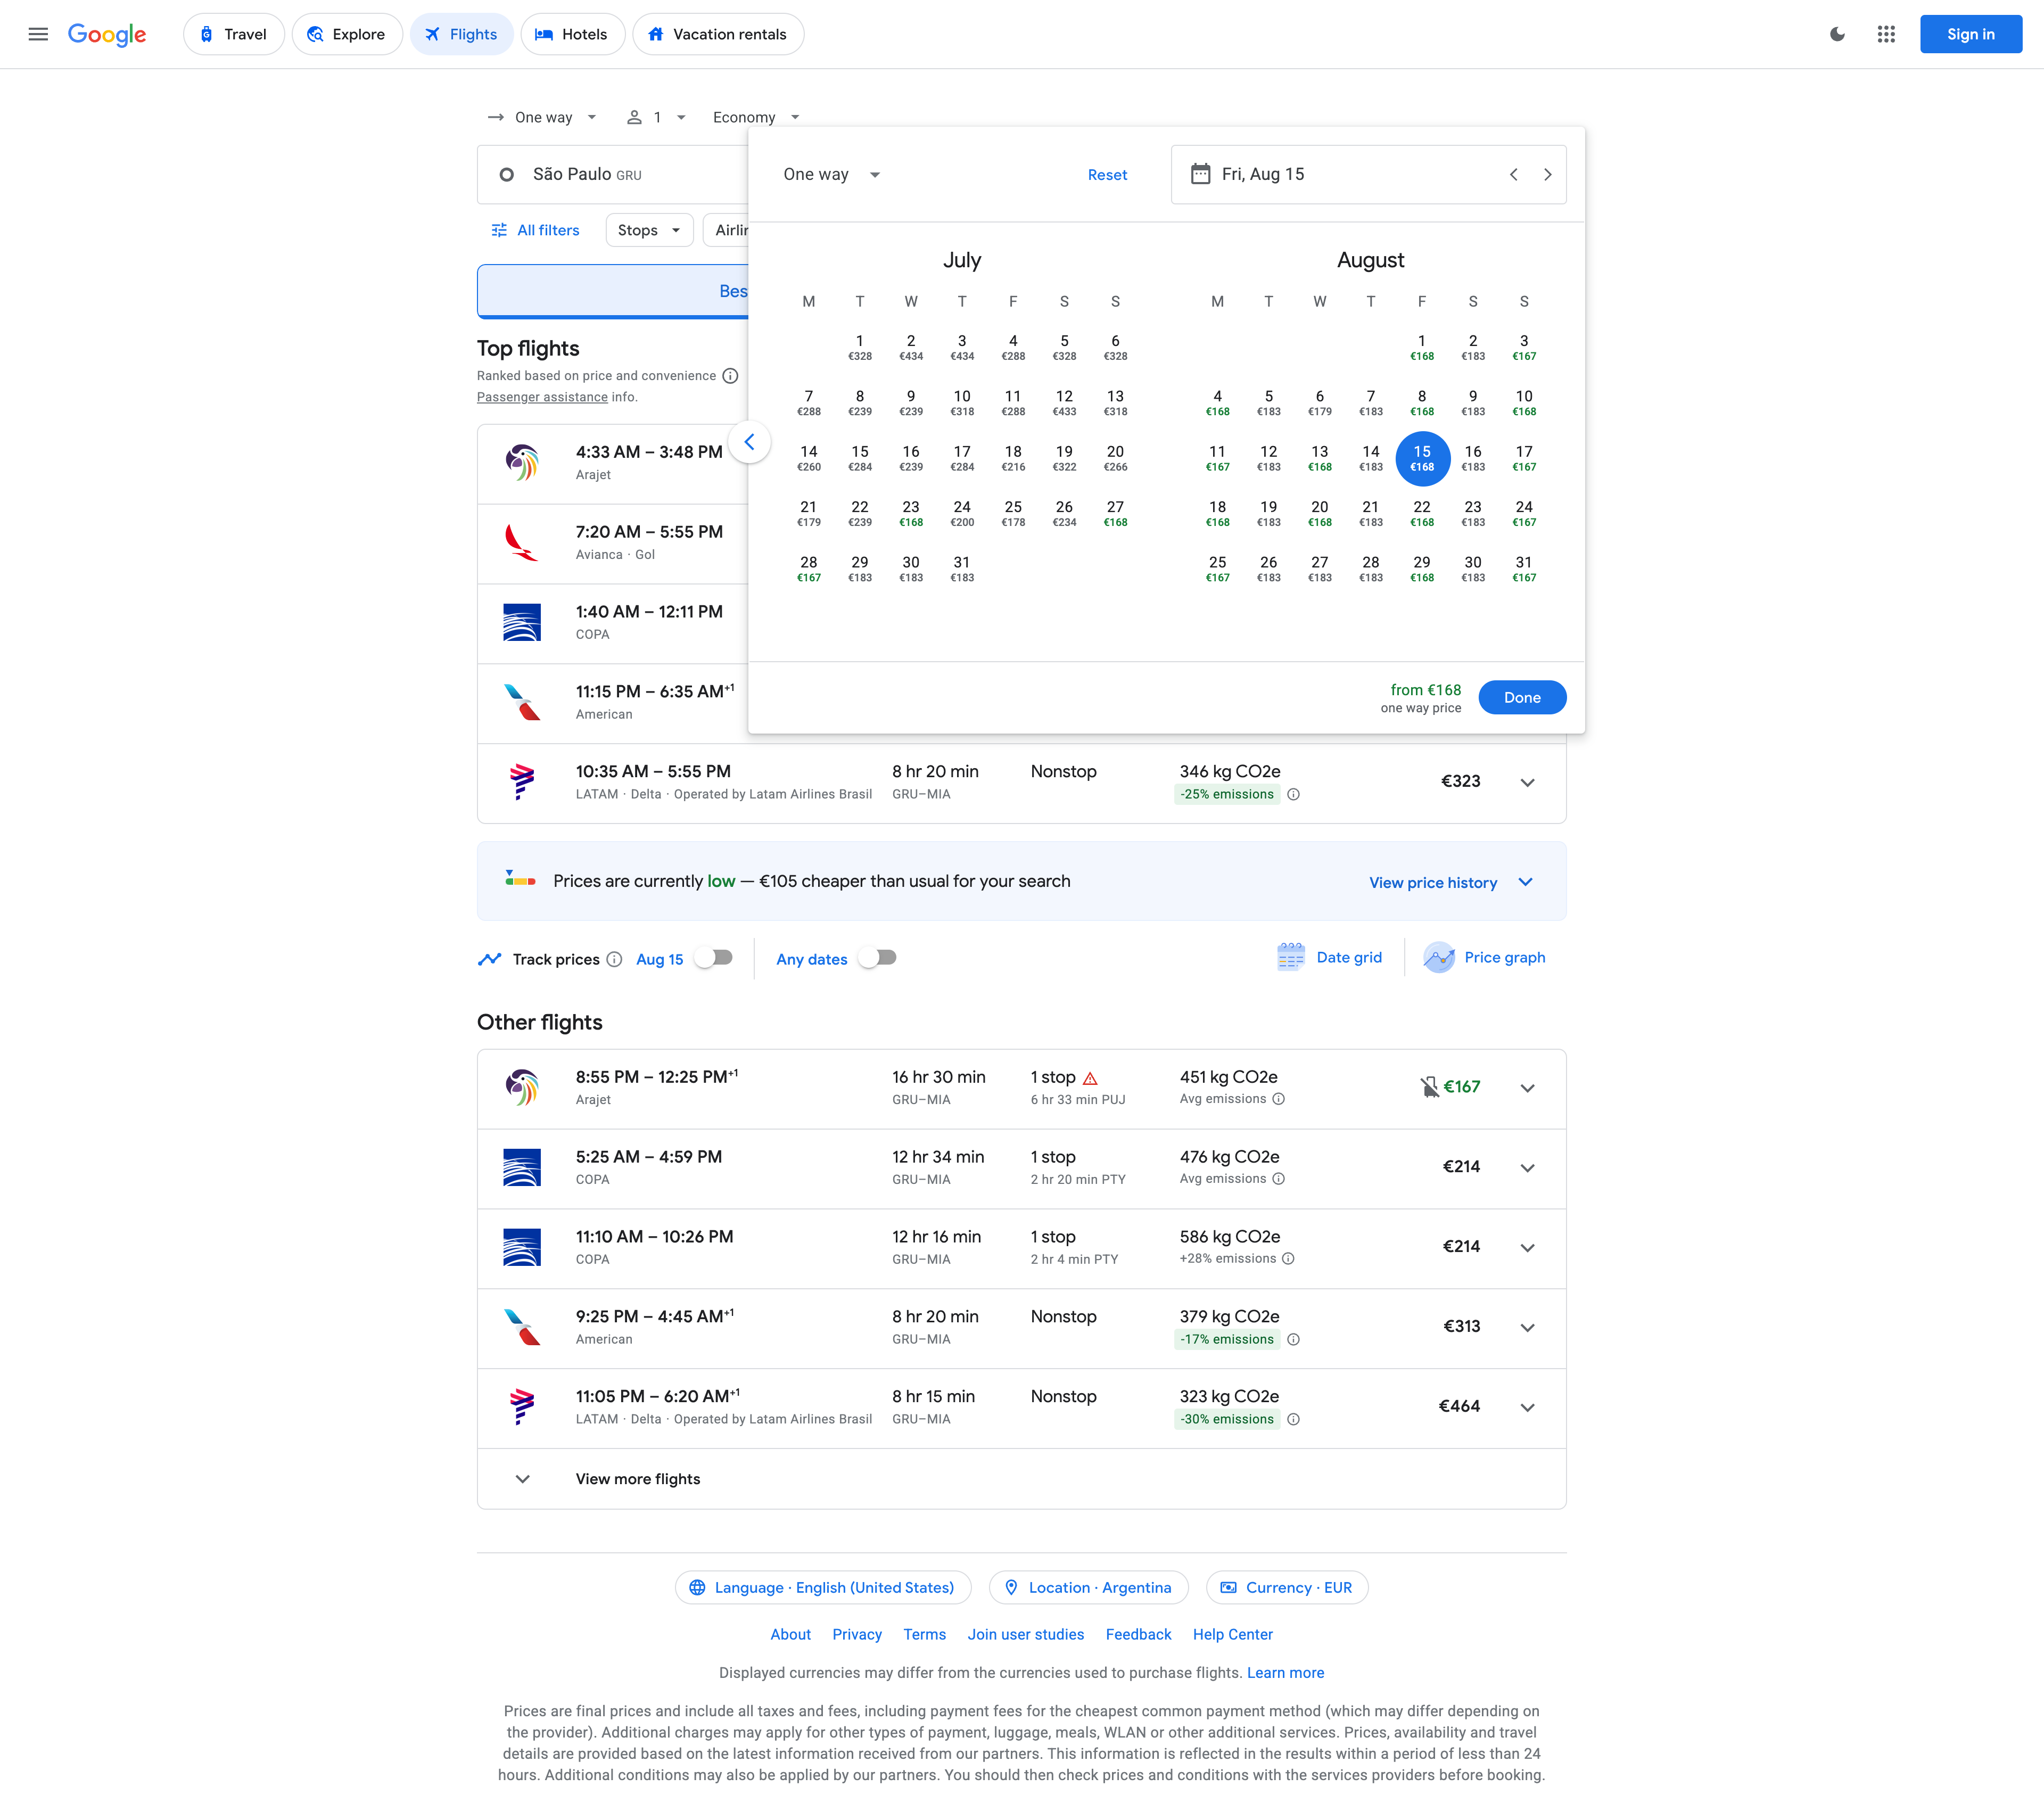 Google
Travel
Explore
Flights
Hotels
Vacation rentals
Sign in
One way
1
Economy
São Paulo GRU
One way
Reset
Fri, Aug 15
All filters
Stops
Airlin
Bes
July
M T W T F S S
1 2 3 4 5 6
€328 €434 €434 €288 €328 €328
7 8 9 10 11 12 13
€288 €239 €239 €318 €288 €433 €318
14 15 16 17 18 19 20
€260 €284 €239 €284 €216 €322 €266
21 22 23 24 25 26 27
€179 €239 €168 €200 €178 €234 €168
28 29 30 31
€167 €183 €183 €183
August
M T W T F S S
1 2 3
€168 €183 €167
4 5 6 7 8 9 10
€168 €183 €179 €183 €168 €183 €168
11 12 13 14 15 16 17
€167 €183 €168 €183 €168 €183 €167
18 19 20 21 22 23 24
€168 €183 €168 €183 €168 €183 €167
25 26 27 28 29 30 31
€167 €183 €183 €183 €168 €183 €167
from €168
one way price
Done
Top flights
Ranked based on price and convenience
Passenger assistance info.
4:33 AM – 3:48 PM
Arajet
7:20 AM – 5:55 PM
Avianca · Gol
1:40 AM – 12:11 PM
COPA
11:15 PM – 6:35 AM+1
American
10:35 AM – 5:55 PM
LATAM · Delta · Operated by Latam Airlines Brasil
8 hr 20 min
GRU–MIA
Nonstop
346 kg CO2e
-25% emissions
€323
Prices are currently low — €105 cheaper than usual for your search
View price history
Track prices
Aug 15
Any dates
Date grid
Price graph
Other flights
8:55 PM – 12:25 PM+1
Arajet
16 hr 30 min
GRU–MIA
1 stop
6 hr 33 min PUJ
451 kg CO2e
Avg emissions
€167
5:25 AM – 4:59 PM
COPA
12 hr 34 min
GRU–MIA
1 stop
2 hr 20 min PTY
476 kg CO2e
Avg emissions
€214
11:10 AM – 10:26 PM
COPA
12 hr 16 min
GRU–MIA
1 stop
2 hr 4 min PTY
586 kg CO2e
+28% emissions
€214
9:25 PM – 4:45 AM+1
American
8 hr 20 min
GRU–MIA
Nonstop
379 kg CO2e
-17% emissions
€313
11:05 PM – 6:20 AM+1
LATAM · Delta · Operated by Latam Airlines Brasil
8 hr 15 min
GRU–MIA
Nonstop
323 kg CO2e
-30% emissions
€464
View more flights
Language · English (United States)
Location · Argentina
Currency · EUR
About
Privacy
Terms
Join user studies
Feedback
Help Center
Displayed currencies may differ from the currencies used to purchase flights. Learn more
Prices are final prices and include all taxes and fees, including payment fees for the cheapest common payment method (which may differ depending on
the provider). Additional charges may apply for other types of payment, luggage, meals, WLAN or other additional services. Prices, availability and travel
details are provided based on the latest information received from our partners. This information is reflected in the results within a period of less than 24
hours. Additional conditions may also be applied by our partners. You should then check prices and conditions with the services providers before booking.